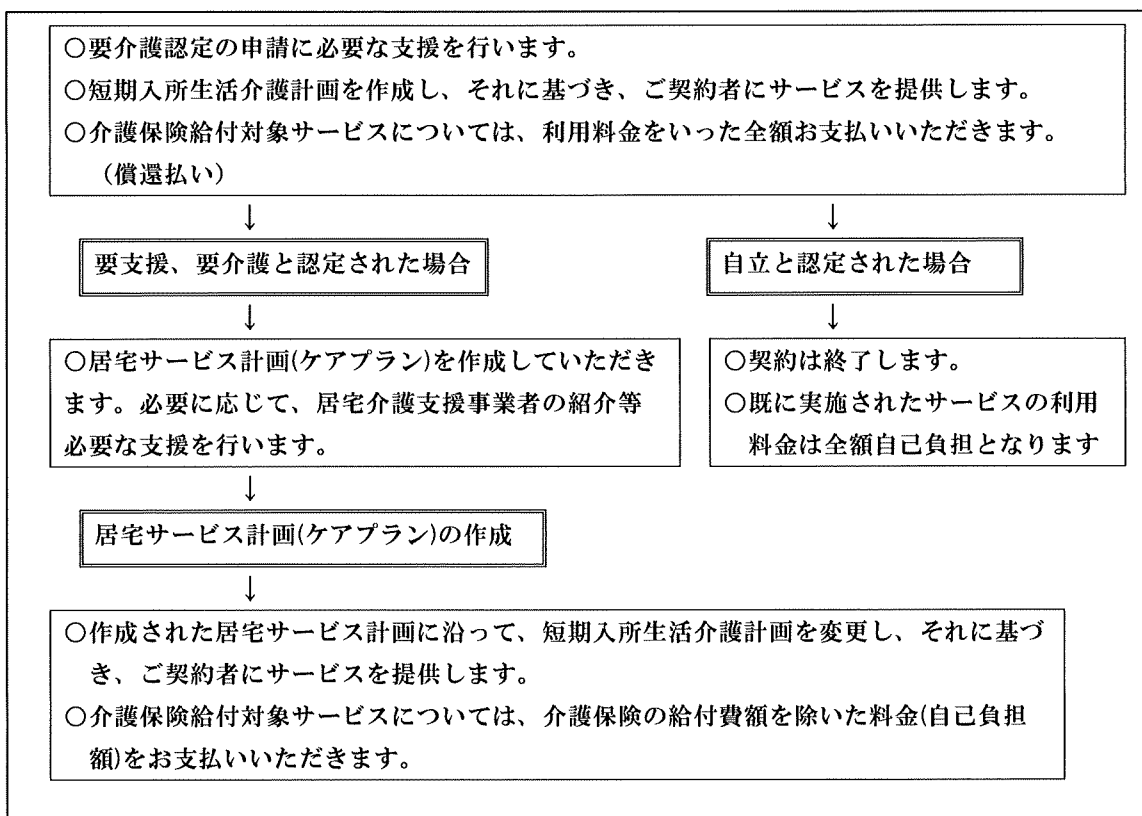 ○要介護認定の申請に必要な支援を行います。
○短期入所生活介護計画を作成し、それに基づき、ご契約者にサービスを提供します。
○介護保険給付対象サービスについては、利用料金をいった全額お支払いいただきます。
（償還払い）
↓ ↓
要支援、要介護と認定された場合
自立と認定された場合
↓ ↓
○居宅サービス計画(ケアプラン)を作成していただき
ます。必要に応じて、居宅介護支援事業者の紹介等
必要な支援を行います。
○契約は終了します。
○既に実施されたサービスの利用
料金は全額自己負担となります
↓
居宅サービス計画(ケアプラン)の作成
↓
○作成された居宅サービス計画に沿って、短期入所生活介護計画を変更し、それに基づ
き、ご契約者にサービスを提供します。
○介護保険給付対象サービスについては、介護保険の給付費額を除いた料金(自己負担
額)をお支払いいただきます。